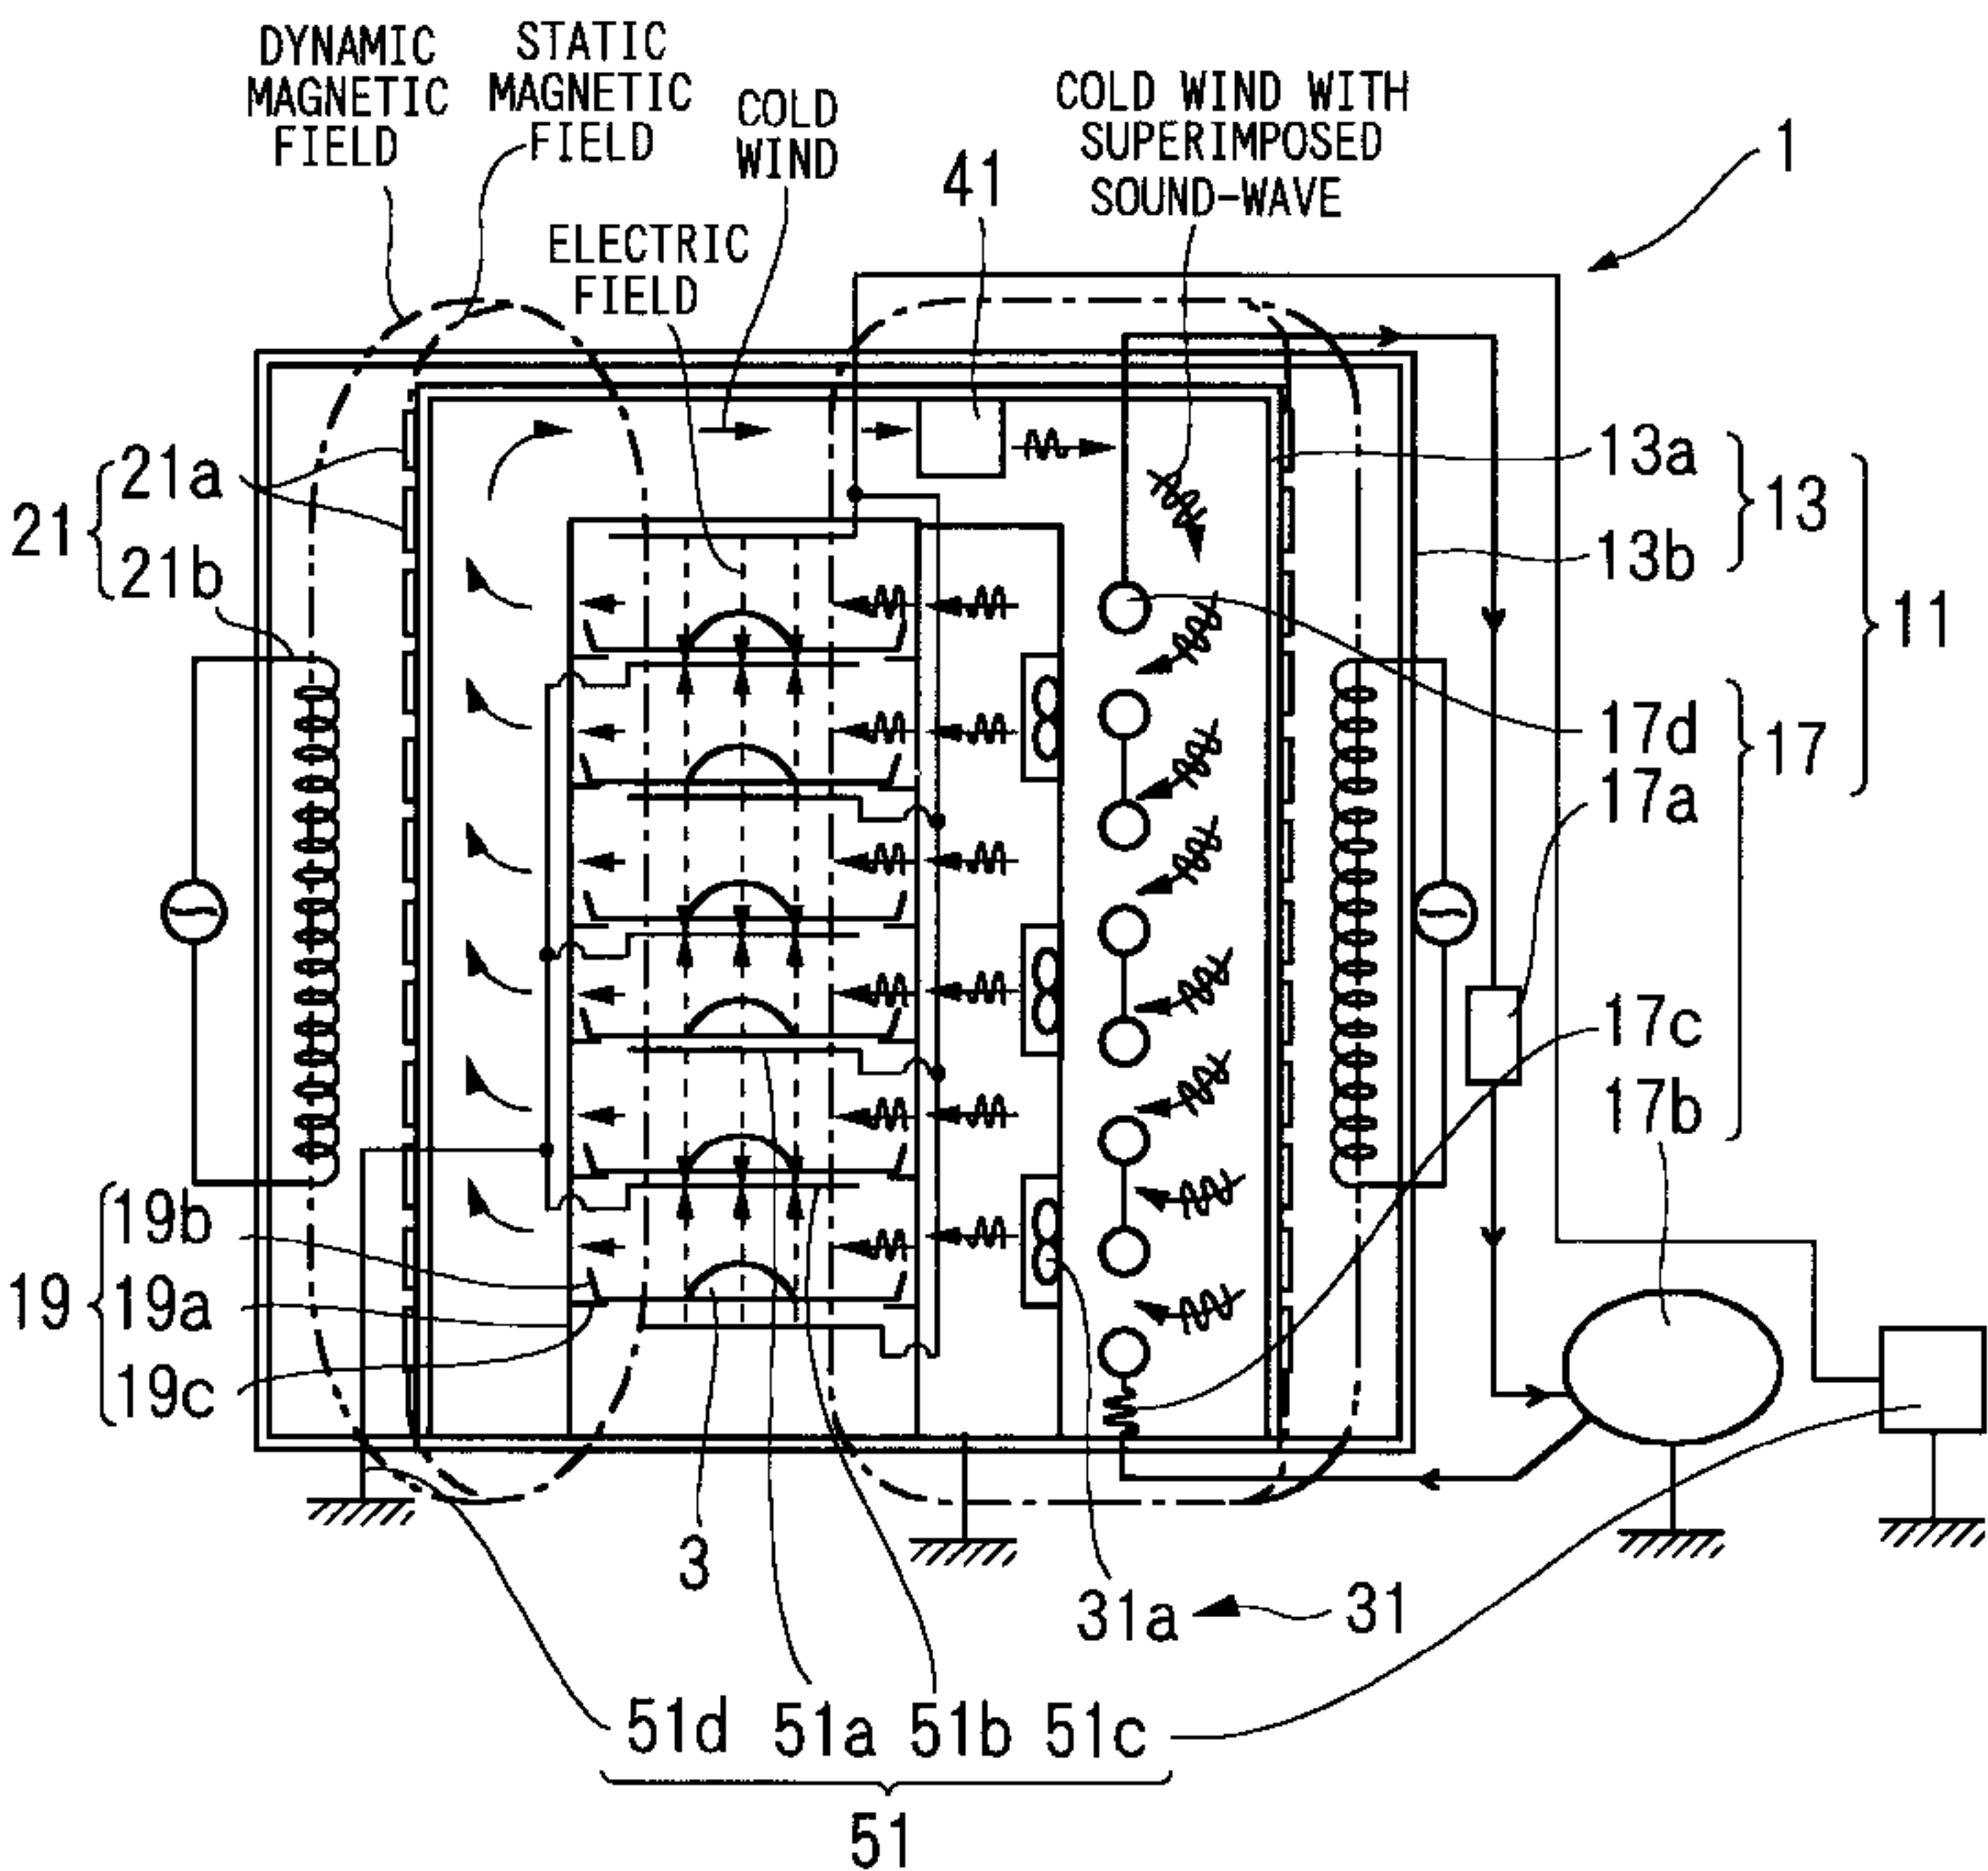 DYNAMIC
MAGNETIC
FIELD
STATIC
MAGNETIC
FIELD
COLD
WIND
ELECTRIC
FIELD
COLD WIND WITH
SUPERIMPOSED
SOUND-WAVE
41
1
21
21a
21b
13a
13b
13
11
17d
17a
17
17c
17b
19
19b
19a
19c
3
31a
31
51d 51a 51b 51c
51